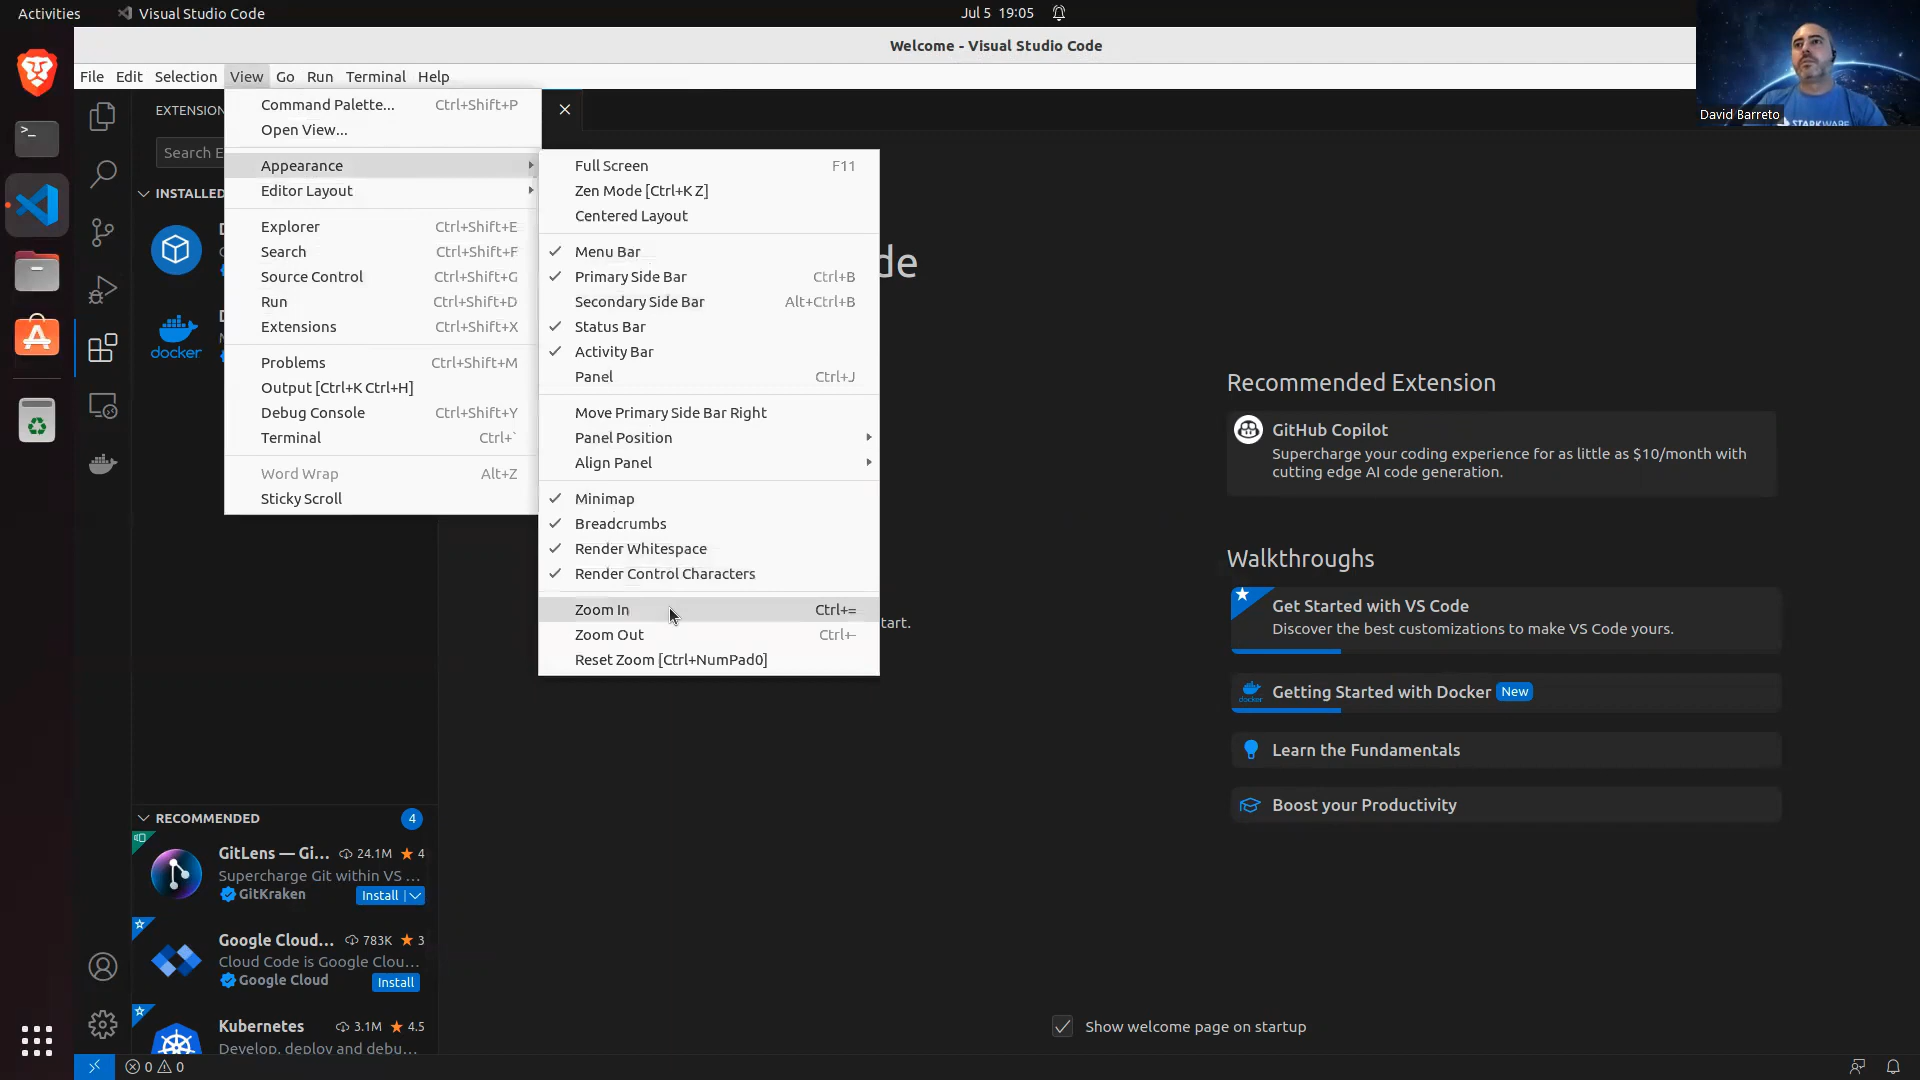 Activities
Visual Studio Code
Jul 5 19:05
Welcome - Visual Studio Code
David Barreto
STARKWARE
File Edit Selection View Go Run Terminal Help
EXTENSION
Search E
INSTALLED
D
C
D
M
docker
Command Palette... Ctrl+Shift+P
Open View...
Appearance
Editor Layout
Explorer Ctrl+Shift+E
Search Ctrl+Shift+F
Source Control Ctrl+Shift+G
Run Ctrl+Shift+D
Extensions Ctrl+Shift+X
Problems Ctrl+Shift+M
Output [Ctrl+K Ctrl+H]
Debug Console Ctrl+Shift+Y
Terminal Ctrl+`
Word Wrap Alt+Z
Sticky Scroll
Full Screen F11
Zen Mode [Ctrl+K Z]
Centered Layout
Menu Bar
Primary Side Bar Ctrl+B
Secondary Side Bar Alt+Ctrl+B
Status Bar
Activity Bar
Panel Ctrl+J
Move Primary Side Bar Right
Panel Position
Align Panel
Minimap
Breadcrumbs
Render Whitespace
Render Control Characters
Zoom In Ctrl+=
Zoom Out Ctrl+-
Reset Zoom [Ctrl+NumPad0]
de
tart.
Recommended Extension
GitHub Copilot
Supercharge your coding experience for as little as $10/month with
cutting edge AI code generation.
Walkthroughs
Get Started with VS Code
Discover the best customizations to make VS Code yours.
docker
Getting Started with Docker New
Learn the Fundamentals
Boost your Productivity
RECOMMENDED 4
GitLens — Gi... 24.1M 4
Supercharge Git within VS ...
GitKraken Install
Google Cloud... 783K 3
Cloud Code is Google Clou...
Google Cloud Install
Kubernetes 3.1M 4.5
Develop, deploy and debu...
Show welcome page on startup
0 0